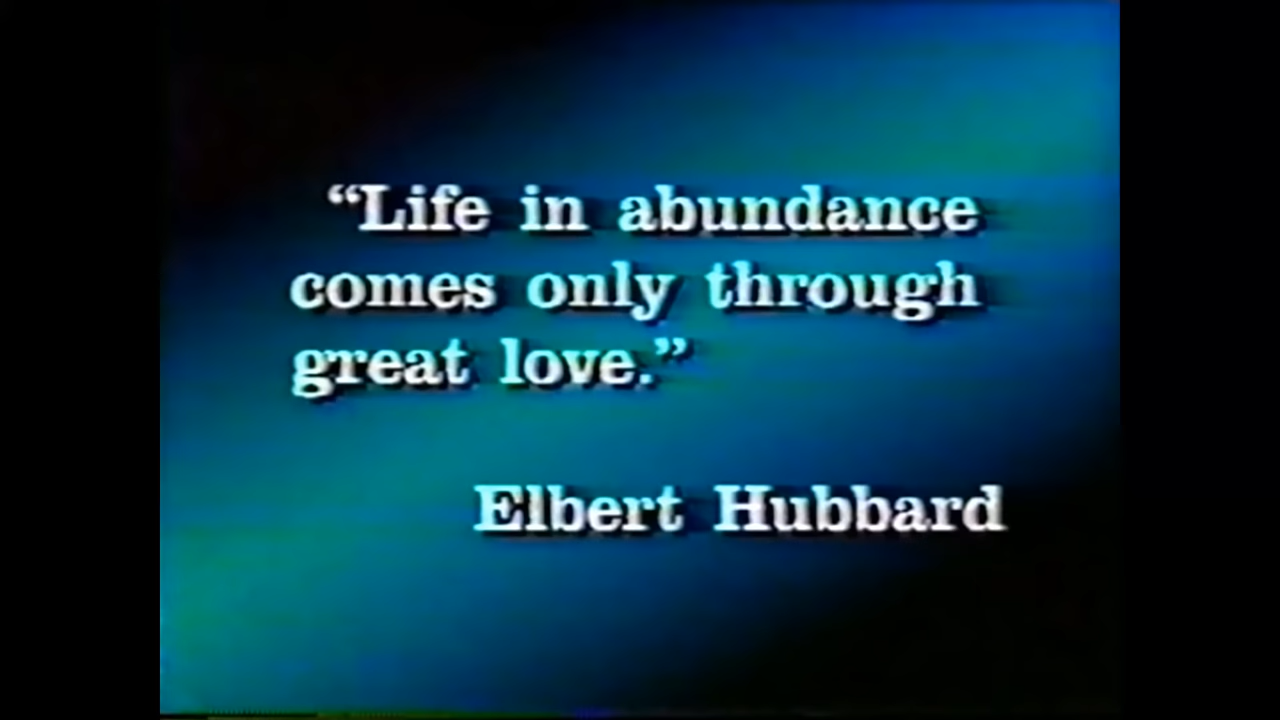 “Life in abundance
comes only through
great love.”
Elbert Hubbard